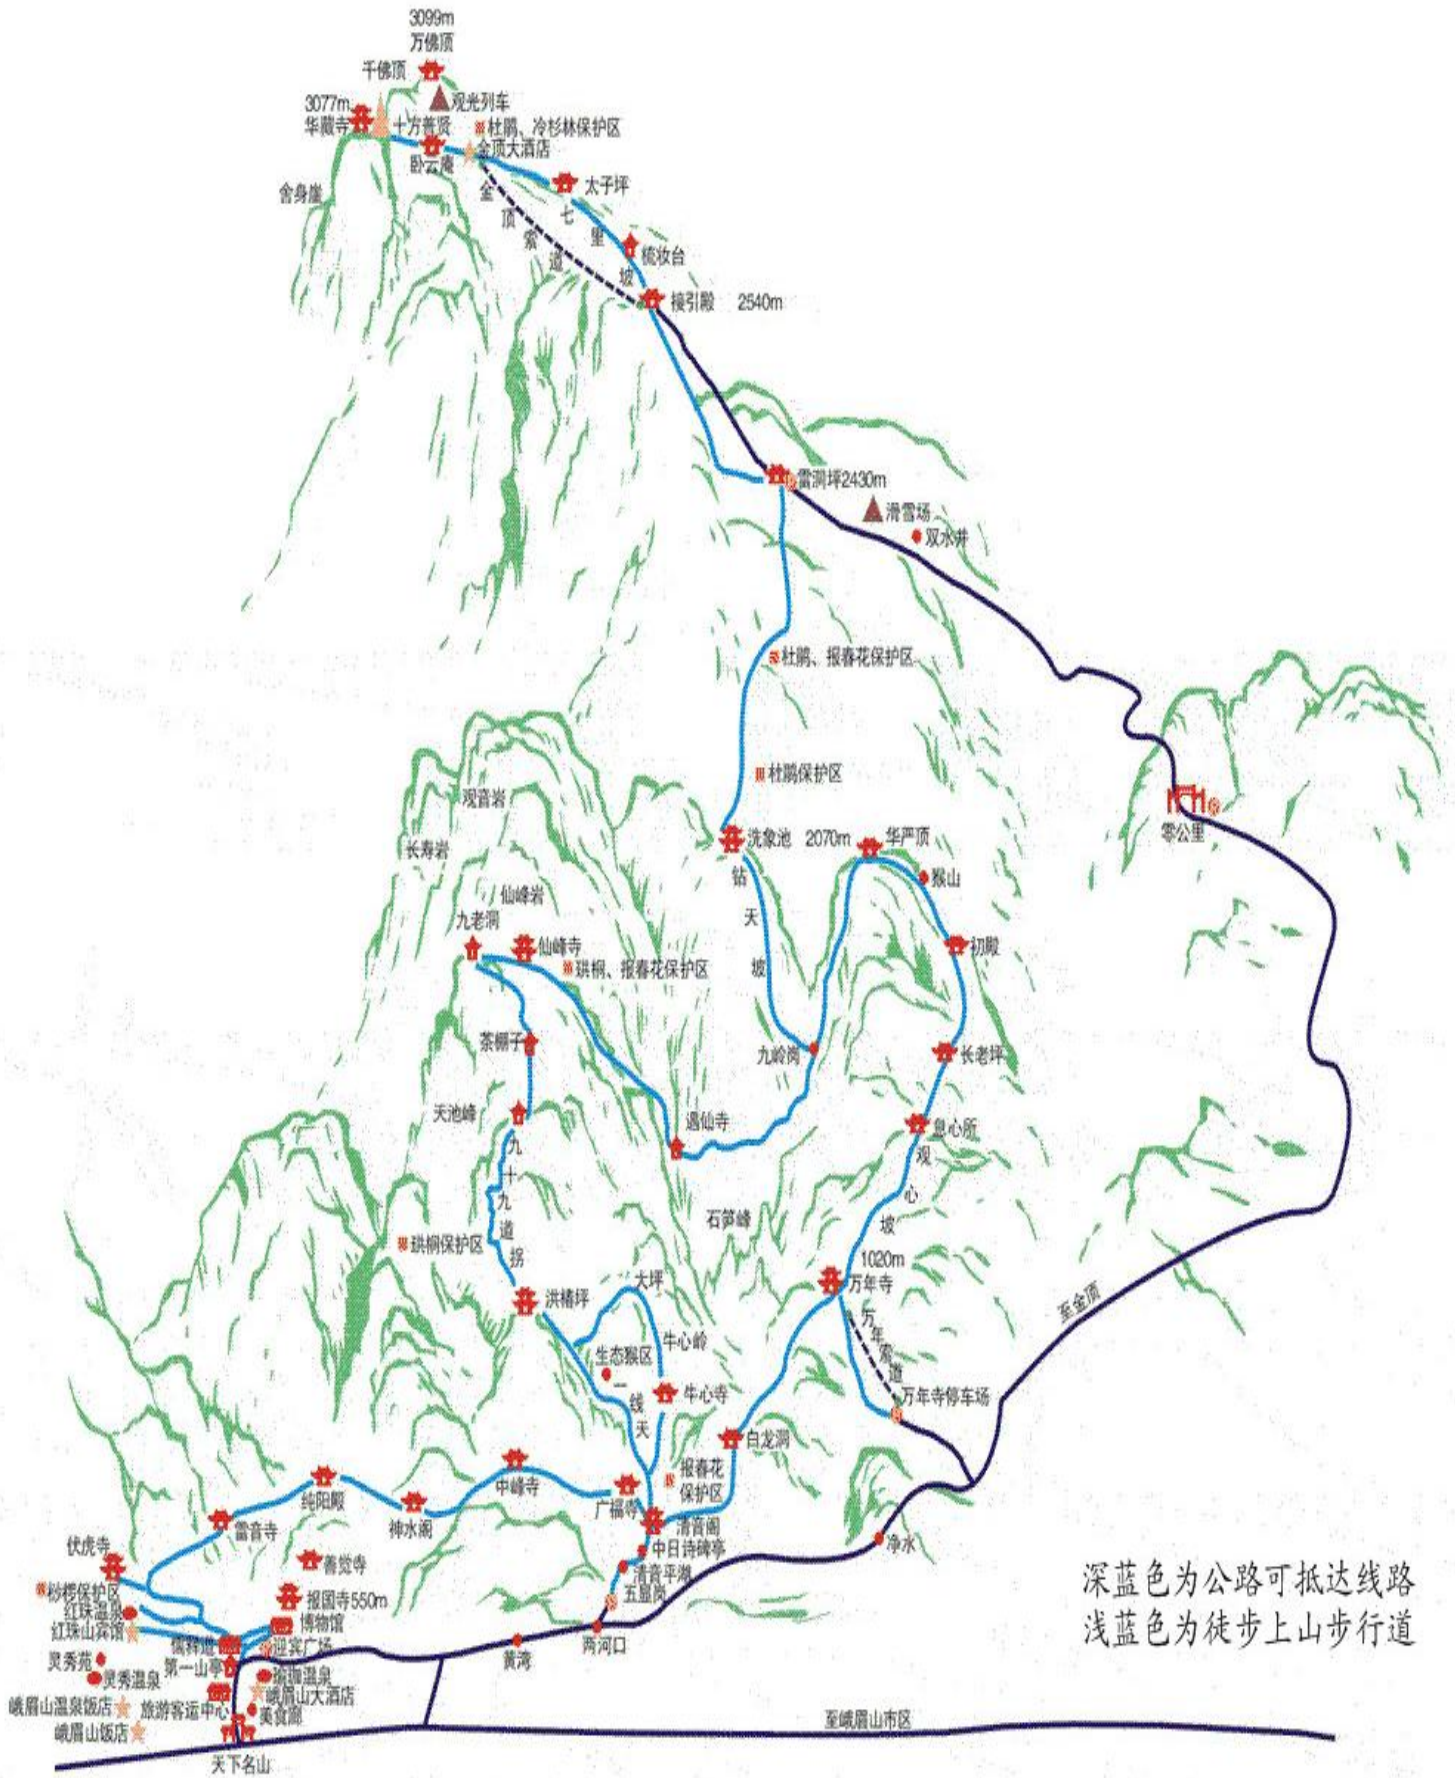 3099m
万佛顶
千佛顶
观光列车
3077m
华藏寺
十方普贤
杜鹃、冷杉林保护区
卧云庵
金顶大酒店
舍身崖
太子坪
金顶索道
七里坡
梳妆台
接引殿 2540m
雷洞坪2430m
滑雪场
双水井
杜鹃、报春花保护区
杜鹃保护区
观音岩
长寿岩
洗象池 2070m
华严顶
零公里
钻天坡
猴山
仙峰岩
九老洞
仙峰寺
珙桐、报春花保护区
初殿
茶棚子
九岭岗
长老坪
天池峰
遇仙寺
息心所
九十九道拐
观心坡
石笋峰
珙桐保护区
1020m
万年寺
洪椿坪
大坪
至金顶
万年索道
牛心岭
生态猴区
一线天
牛心寺
万年寺停车场
白龙洞
报春花
保护区
中峰寺
纯阳殿
神水阁
广福寺
清音阁
雷音寺
中日诗碑亭
净水
伏虎寺
善觉寺
清音平湖
桫椤保护区
报国寺550m
五显岗
红珠温泉
博物馆
红珠山宾馆
儒释道
迎宾广场
两河口
黄湾
灵秀苑
第一山亭
灵秀温泉
瑜珈温泉
峨眉山大酒店
峨眉山温泉饭店
旅游客运中心
美食廊
峨眉山饭店
至峨眉山市区
天下名山
深蓝色为公路可抵达线路
浅蓝色为徒步上山步行道